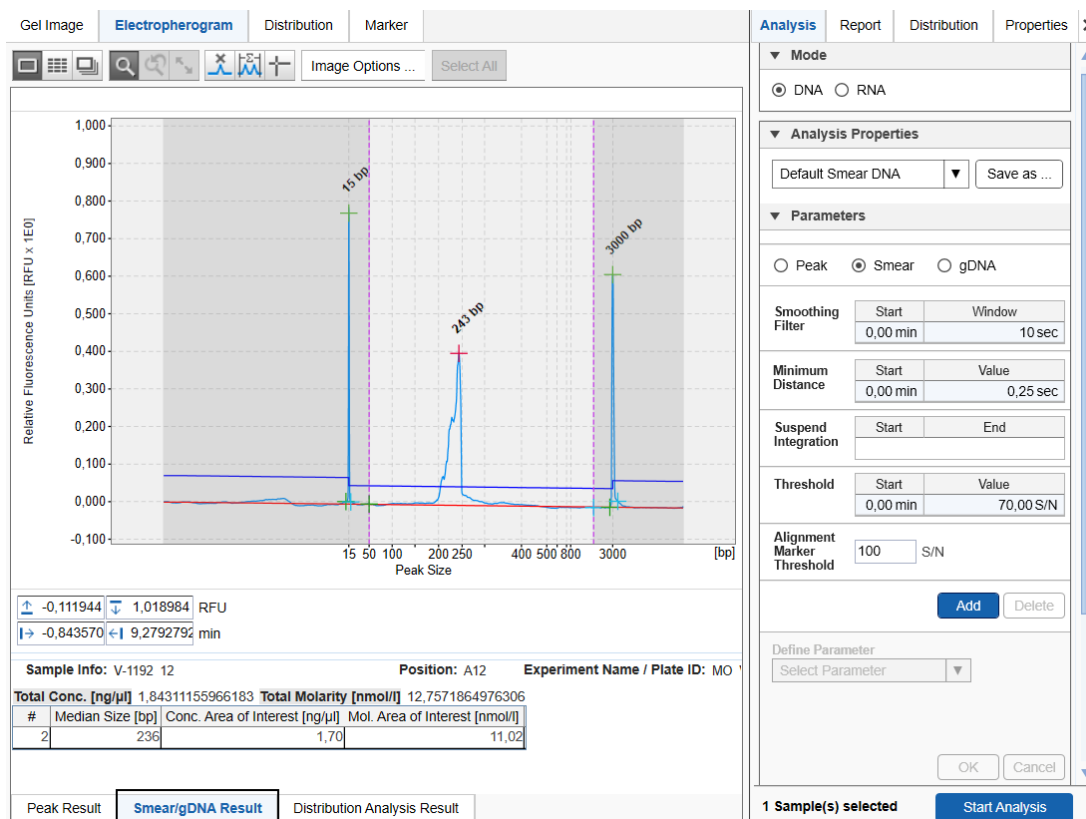 Gel Image Electropherogram Distribution Marker
Image Options ... Select All
1,000
0,900
0,800
0,700
0,600
0,500
0,400
0,300
0,200
0,100
0,000
-0,100
Relative Fluorescence Units [RFU x 1E0]
15 bp
243 bp
3000 bp
15 50 100 200 250 400 500 800 3000 [bp]
Peak Size
-0,111944 1,018984 RFU
-0,843570 9,2792792 min
Sample Info: V-1192 12 Position: A12 Experiment Name / Plate ID: MO
Total Conc. [ng/µl] 1,84311155966183 Total Molarity [nmol/l] 12,7571864976306
# Median Size [bp] Conc. Area of Interest [ng/µl] Mol. Area of Interest [nmol/l]
2 236 1,70 11,02
Peak Result Smear/gDNA Result Distribution Analysis Result
Analysis Report Distribution Properties
Mode
DNA RNA
Analysis Properties
Default Smear DNA Save as ...
Parameters
Peak Smear gDNA
Smoothing Filter
Start Window
0,00 min 10 sec
Minimum Distance
Start Value
0,00 min 0,25 sec
Suspend Integration
Start End
Threshold
Start Value
0,00 min 70,00 S/N
Alignment Marker Threshold
100 S/N
Add Delete
Define Parameter
Select Parameter
OK Cancel
1 Sample(s) selected Start Analysis